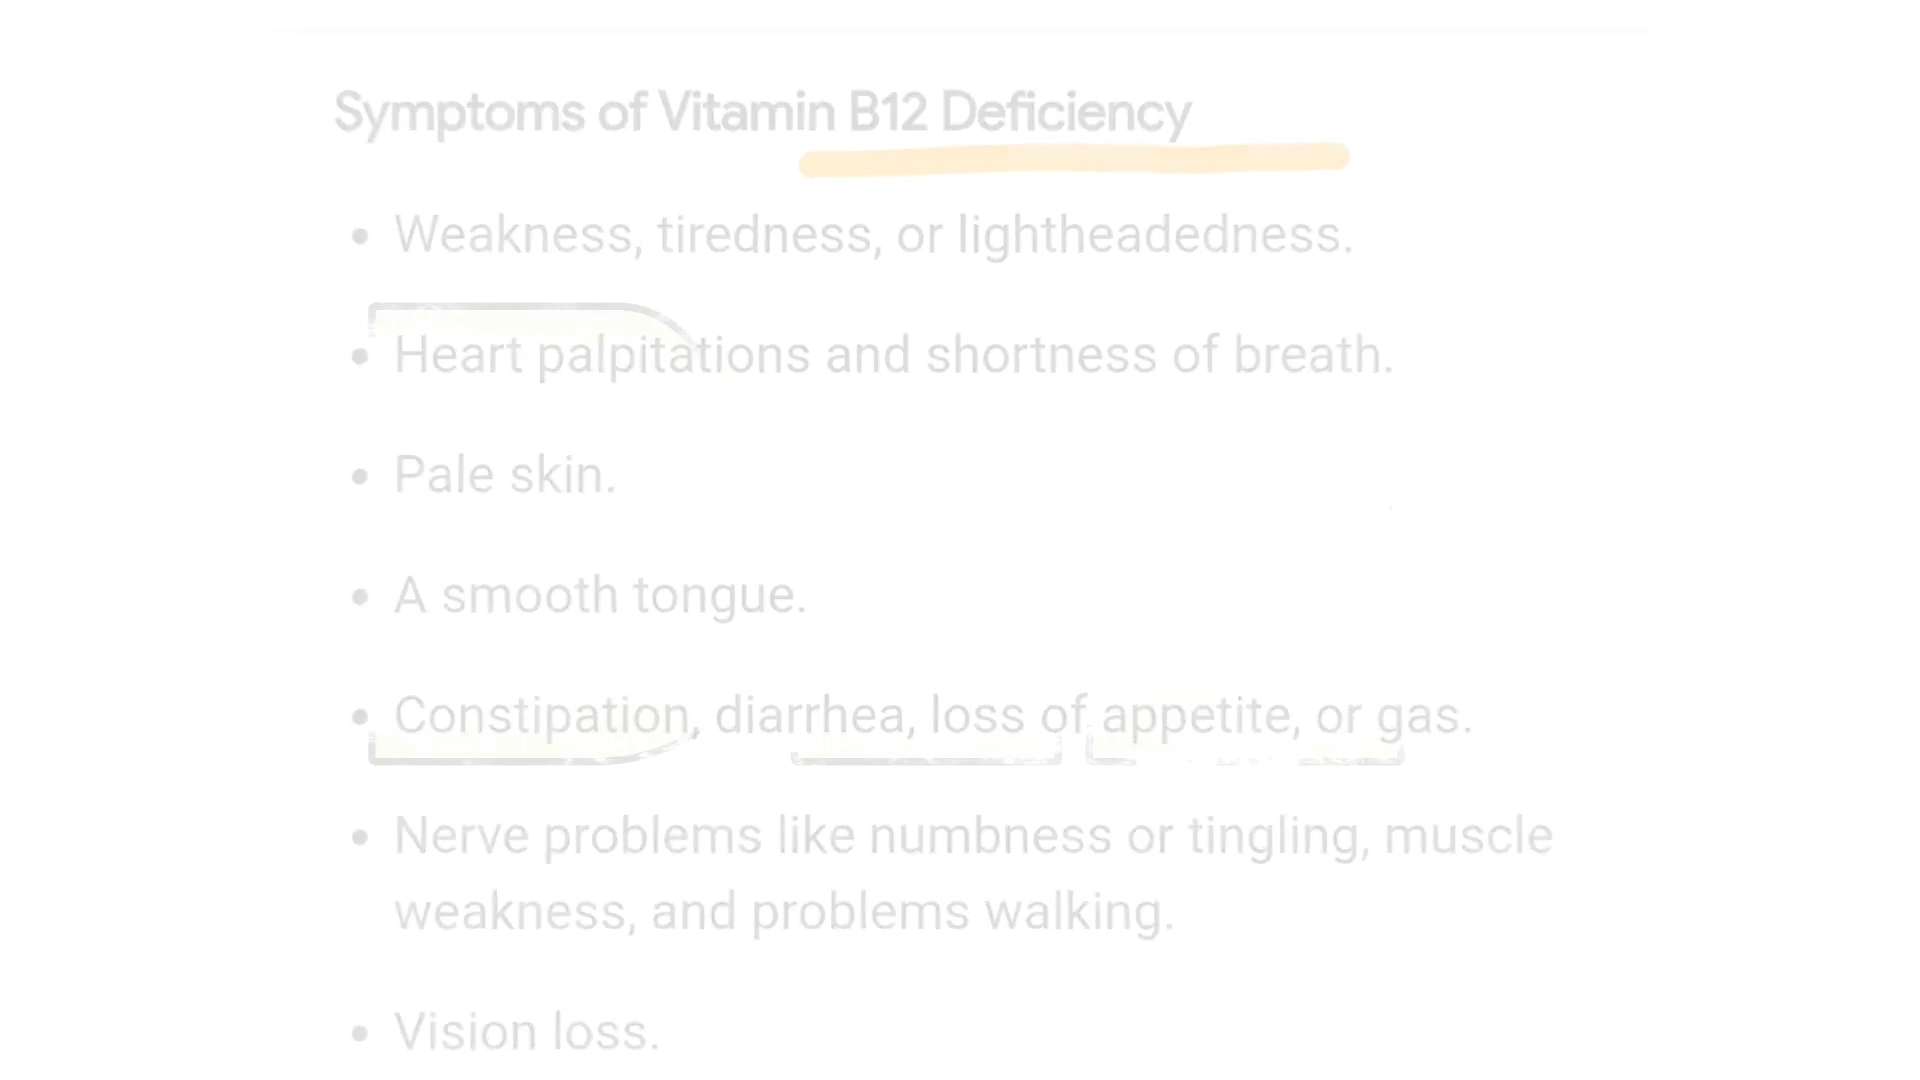 Symptoms of Vitamin B12 Deficiency
• Weakness, tiredness, or lightheadedness.
• Heart palpitations and shortness of breath.
• Pale skin.
• A smooth tongue.
• Constipation, diarrhea, loss of appetite, or gas.
• Nerve problems like numbness or tingling, muscle
weakness, and problems walking.
• Vision loss.